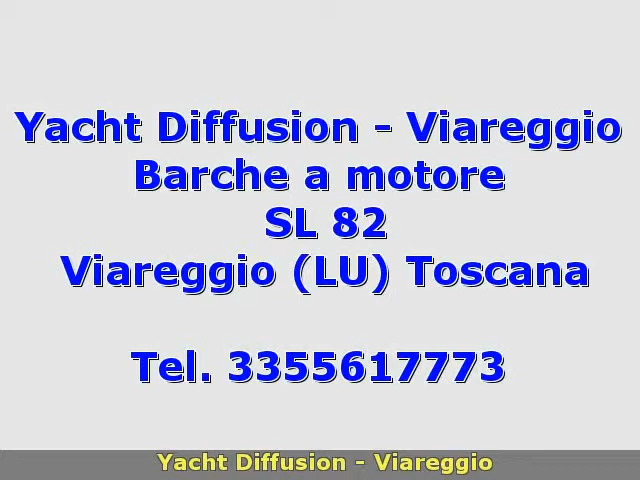 Yacht Diffusion - Viareggio
Barche a motore
SL 82
Viareggio (LU) Toscana
Tel. 3355617773
Yacht Diffusion - Viareggio